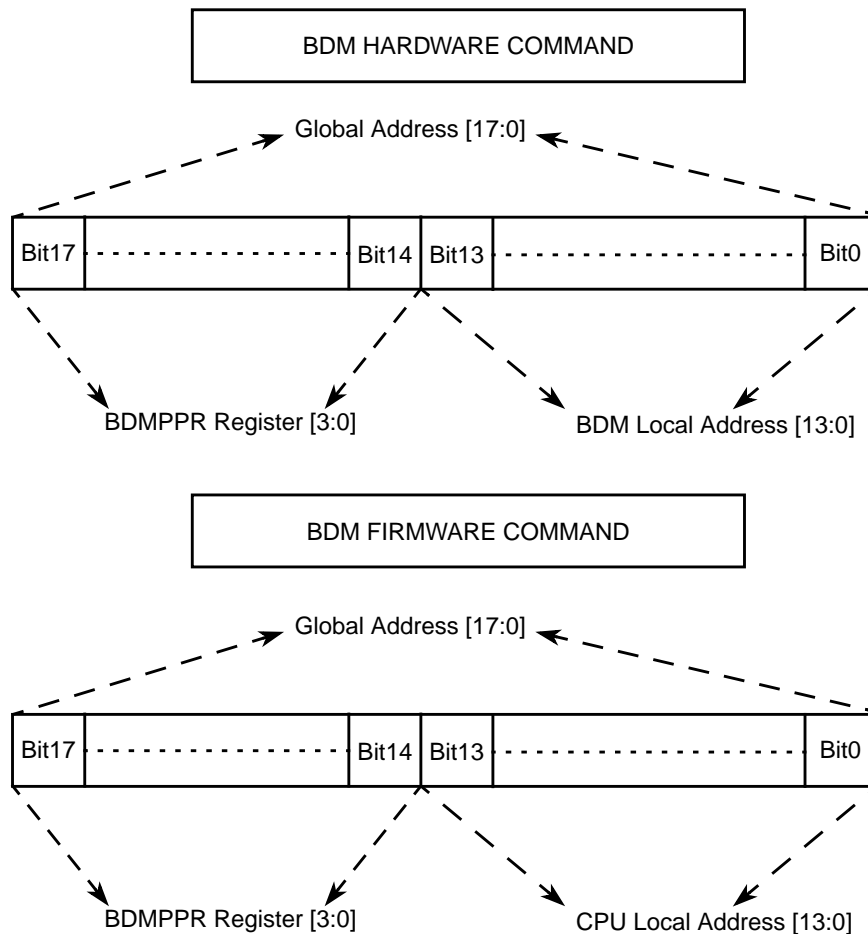 BDM HARDWARE COMMAND
Global Address [17:0]
Bit17 Bit14 Bit13 Bit0
BDMPPR Register [3:0] BDM Local Address [13:0]
BDM FIRMWARE COMMAND
Global Address [17:0]
Bit17 Bit14 Bit13 Bit0
BDMPPR Register [3:0] CPU Local Address [13:0]